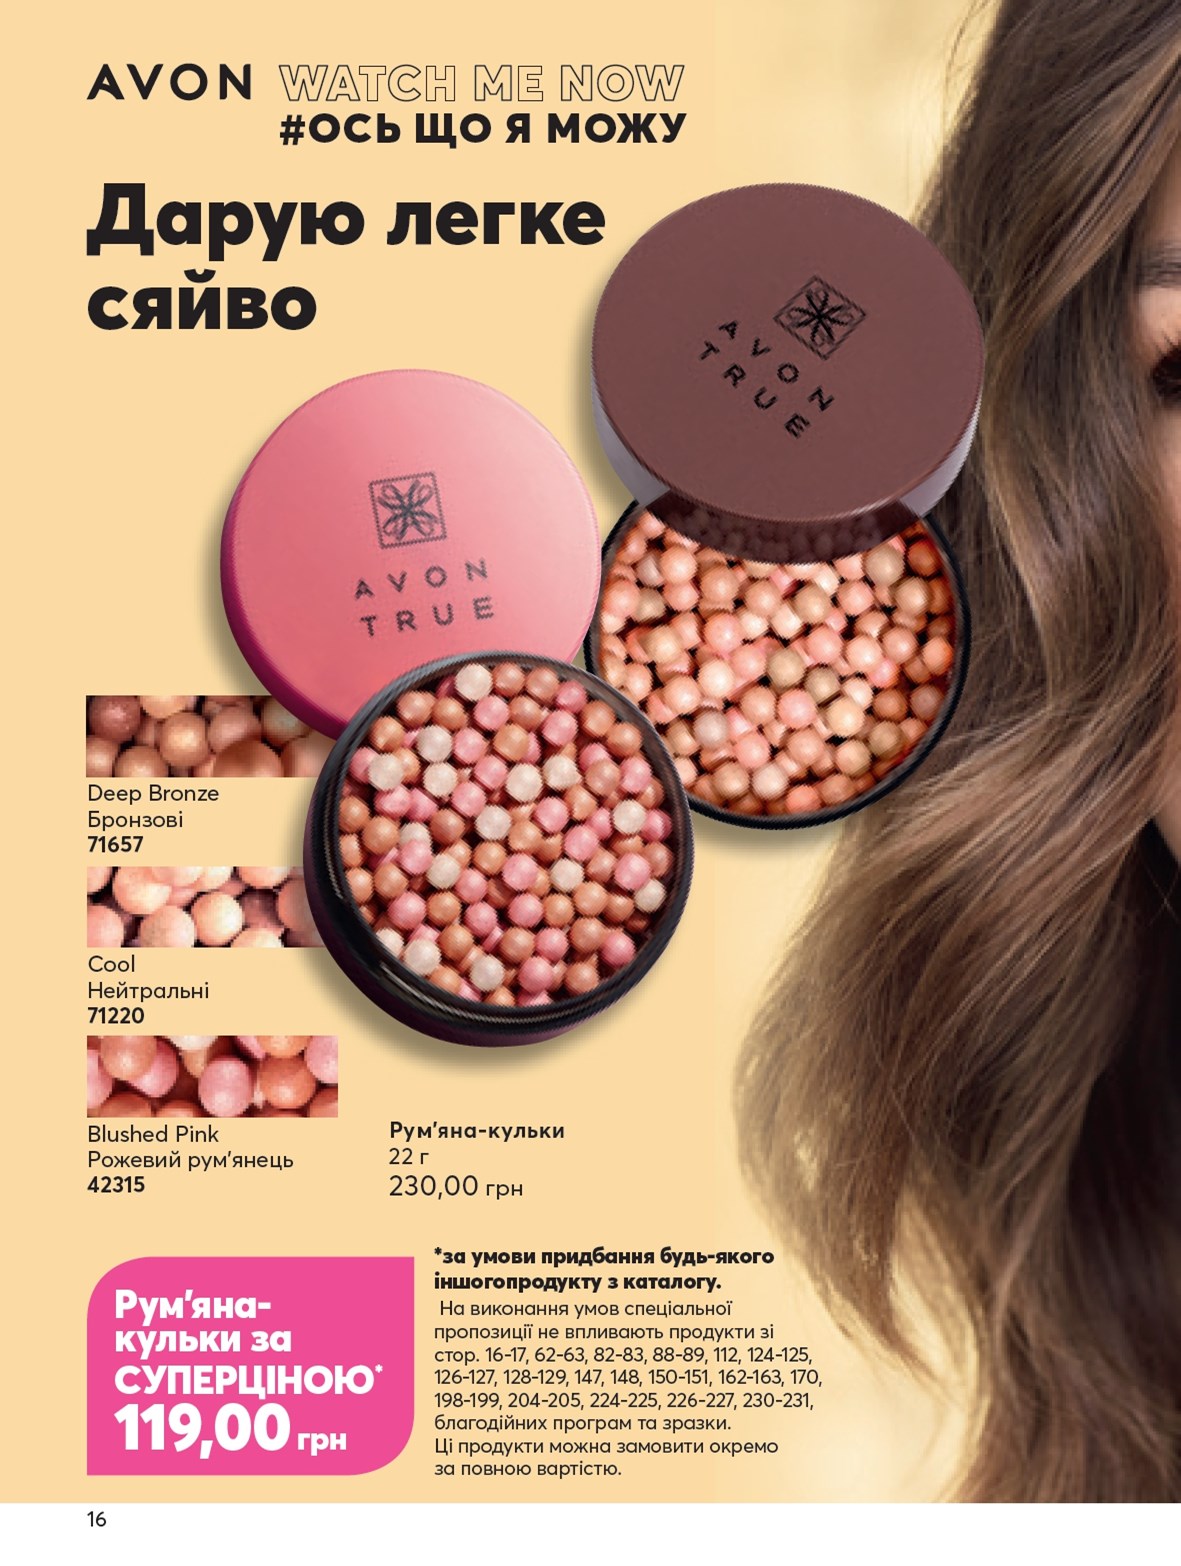 AVON WATCH ME NOW
#ОСЬ ЩО Я МОЖУ
Дарую легке
сяйво
AVON
TRUE
AVON
TRUE
Deep Bronze
Бронзові
71657
Cool
Нейтральні
71220
Blushed Pink
Рожевий рум'янець
42315
Рум'яна-кульки
22 г
230,00 грн
Рум'яна-
кульки за
СУПЕРЦІНОЮ*
119,00 грн
*за умови придбання будь-якого
іншогопродукту з каталогу.
На виконання умов спеціальної
пропозиції не впливають продукти зі
стор. 16-17, 62-63, 82-83, 88-89, 112, 124-125,
126-127, 128-129, 147, 148, 150-151, 162-163, 170,
198-199, 204-205, 224-225, 226-227, 230-231,
благодійних програм та зразки.
Ці продукти можна замовити окремо
за повною вартістю.
16